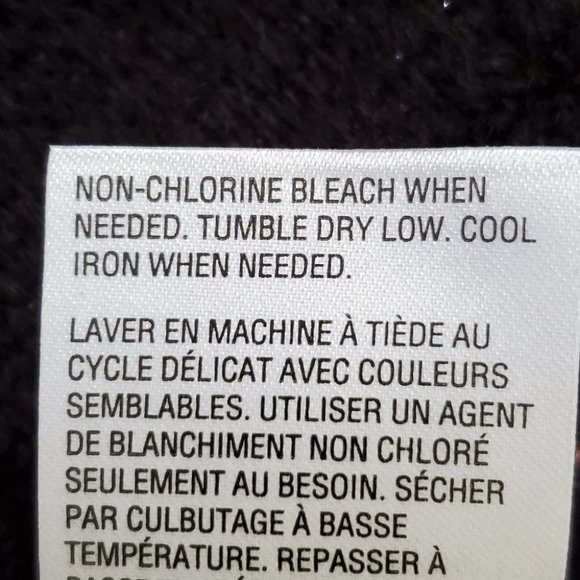 NON-CHLORINE BLEACH WHEN
NEEDED. TUMBLE DRY LOW. COOL
IRON WHEN NEEDED.
LAVER EN MACHINE À TIÈDE AU
CYCLE DÉLICAT AVEC COULEURS
SEMBLABLES. UTILISER UN AGENT
DE BLANCHIMENT NON CHLORÉ
SEULEMENT AU BESOIN. SÉCHER
PAR CULBUTAGE À BASSE
TEMPÉRATURE. REPASSER À